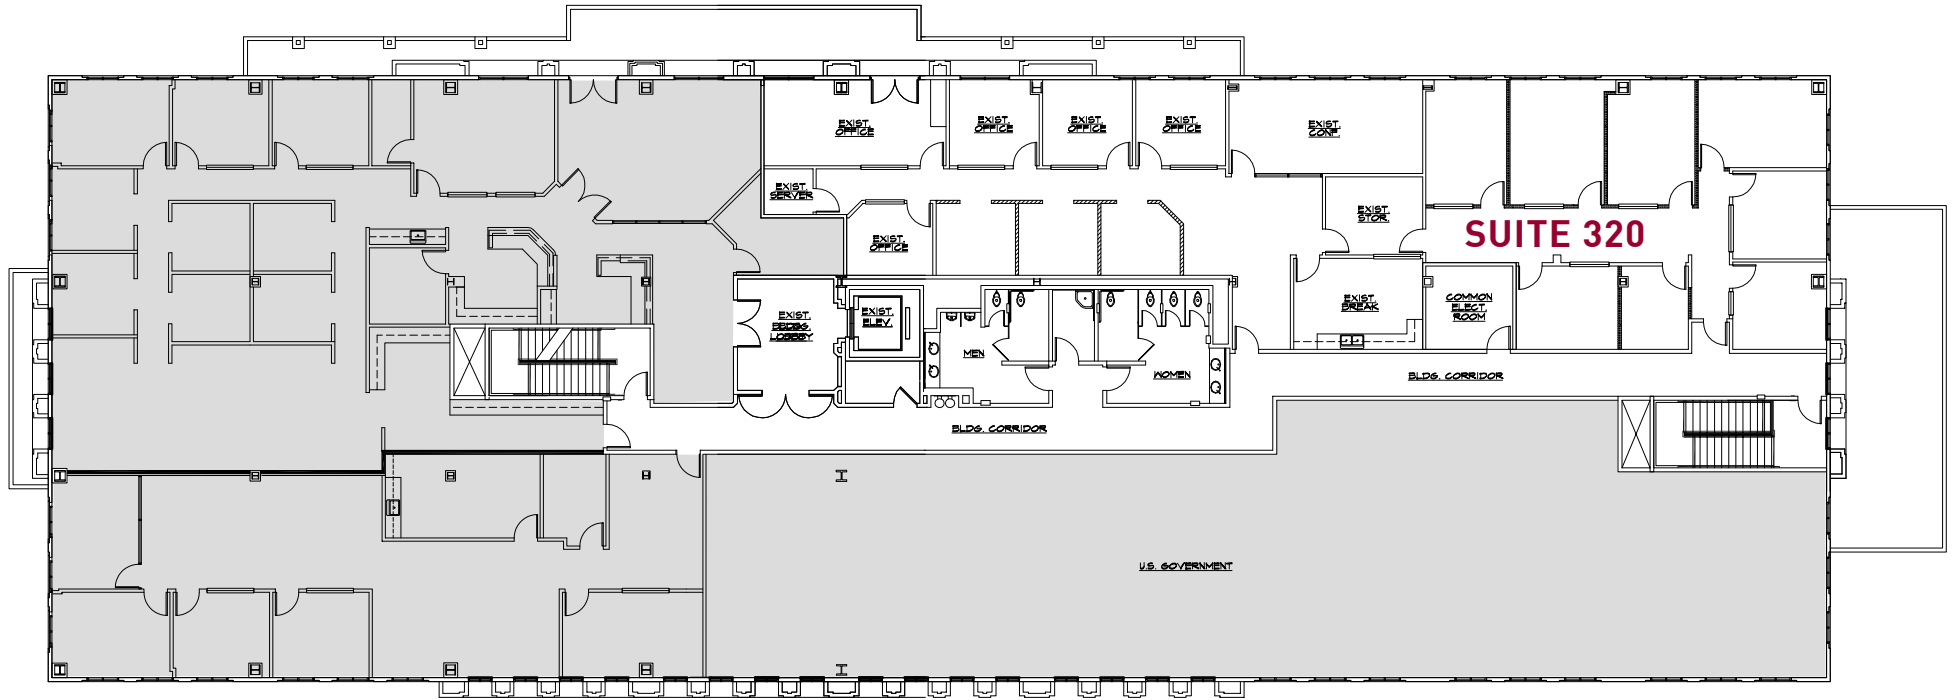 EXIST.
OFFICE
EXIST.
OFFICE
EXIST.
OFFICE
EXIST.
OFFICE
EXIST.
CONF.
EXIST.
SERVER
EXIST.
STOR.
SUITE 320
EXIST.
OFFICE
EXIST.
BLDG.
LOBBY
EXIST.
ELEV.
EXIST.
BREAK
COMMON
ELECT.
ROOM
MEN
WOMEN
BLDG. CORRIDOR
BLDG. CORRIDOR
U.S. GOVERNMENT